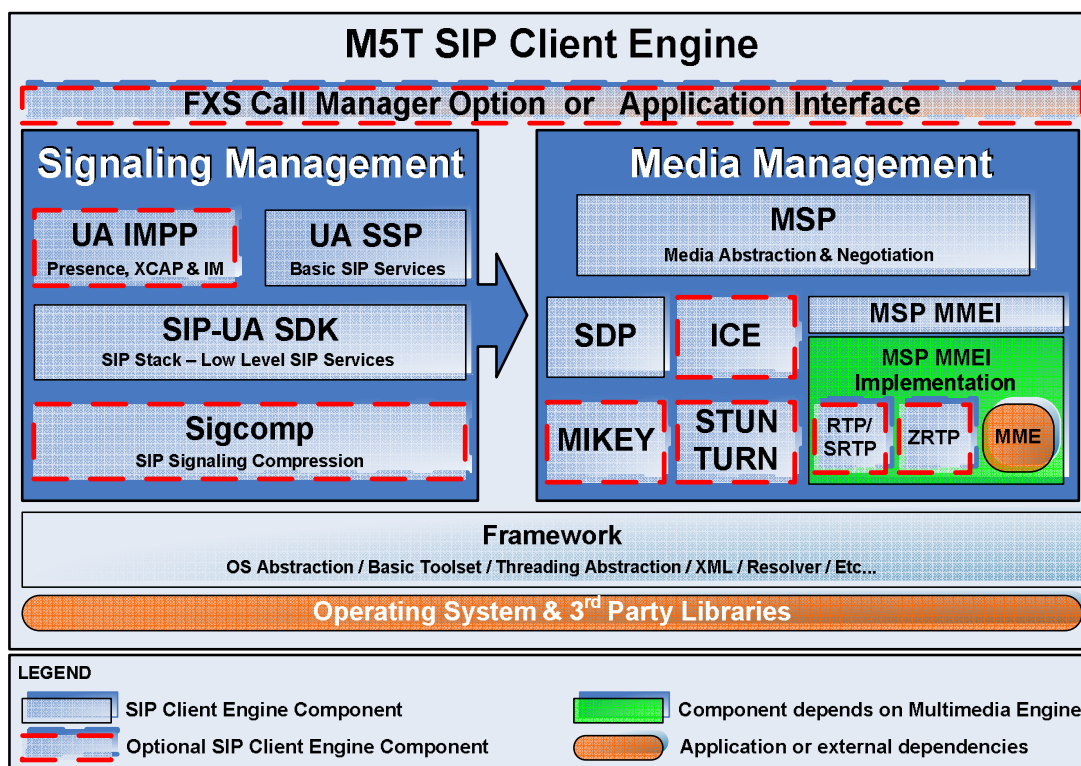 M5T SIP Client Engine
FXS Call Manager Option or Application Interface
Signaling Management
UA IMPP
Presence, XCAP & IM
UA SSP
Basic SIP Services
SIP-UA SDK
SIP Stack – Low Level SIP Services
Sigcomp
SIP Signaling Compression
Media Management
MSP
Media Abstraction & Negotiation
SDP
ICE
MSP MMEI
MSP MMEI
Implementation
MIKEY
STUN
TURN
RTP/
SRTP
ZRTP
MME
Framework
OS Abstraction / Basic Toolset / Threading Abstraction / XML / Resolver / Etc...
Operating System & 3rd Party Libraries
LEGEND
SIP Client Engine Component
Component depends on Multimedia Engine
Optional SIP Client Engine Component
Application or external dependencies